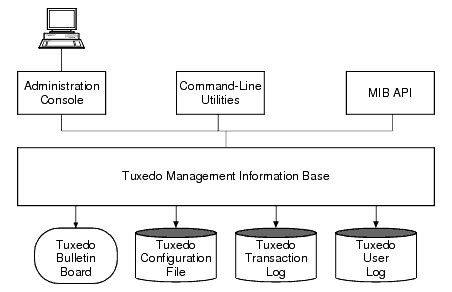 Administration
Console
Command-Line
Utilities
MIB API
Tuxedo Management Information Base
Tuxedo
Bulletin
Board
Tuxedo
Configuration
File
Tuxedo
Transaction
Log
Tuxedo
User
Log